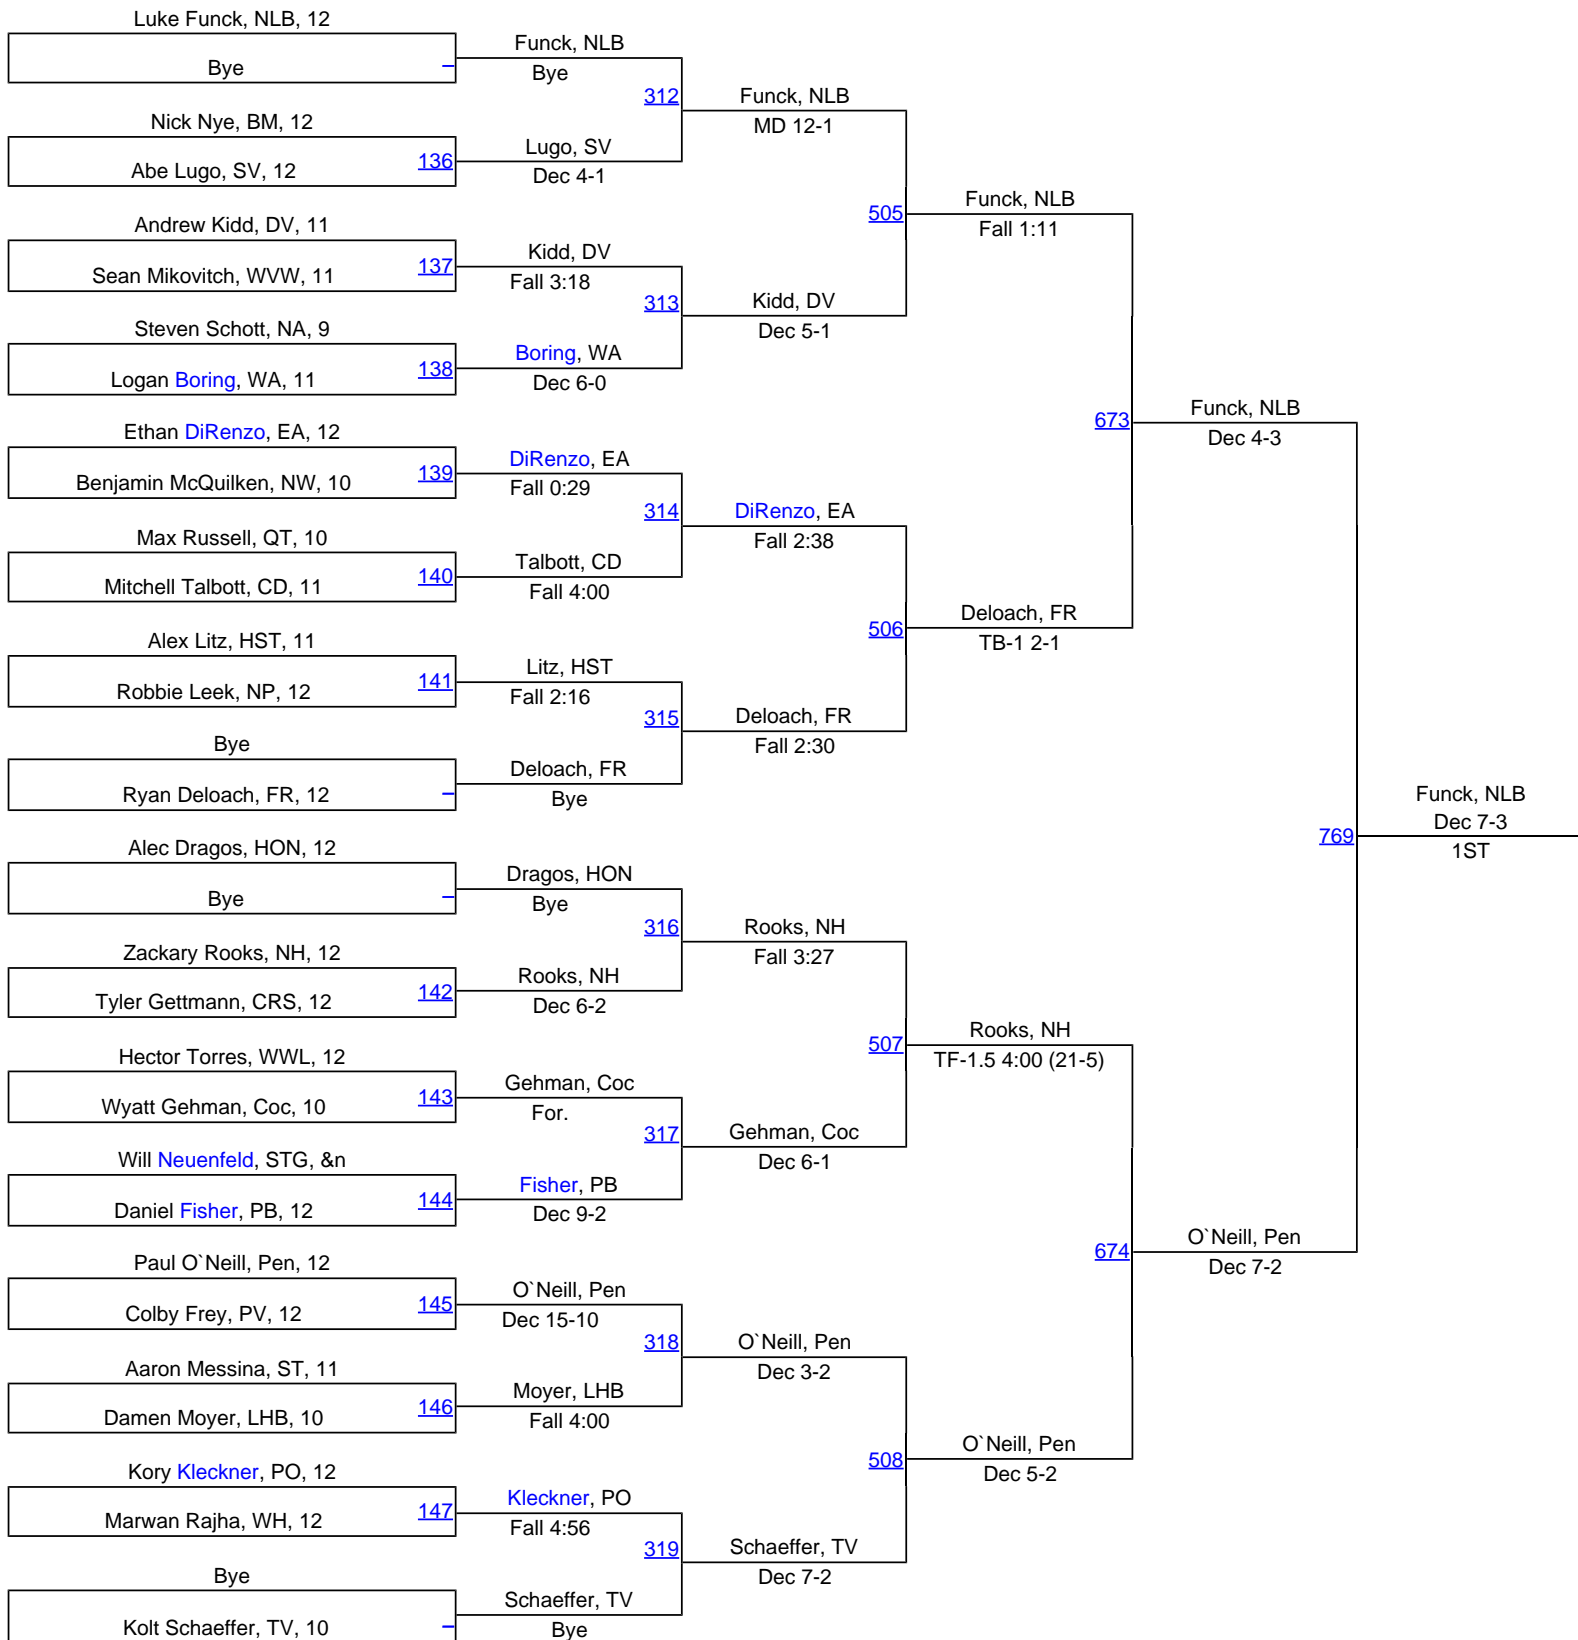 Luke Funck, NLB, 12
Bye
Nick Nye, BM, 12
136
Abe Lugo, SV, 12
Andrew Kidd, DV, 11
137
Sean Mikovitch, WVW, 11
Steven Schott, NA, 9
138
Logan Boring, WA, 11
Ethan DiRenzo, EA, 12
139
Benjamin McQuilken, NW, 10
Max Russell, QT, 10
140
Mitchell Talbott, CD, 11
Alex Litz, HST, 11
141
Robbie Leek, NP, 12
Bye
Ryan Deloach, FR, 12
Alec Dragos, HON, 12
Bye
Zackary Rooks, NH, 12
142
Tyler Gettmann, CRS, 12
Hector Torres, WWL, 12
143
Wyatt Gehman, Coc, 10
Will Neuenfeld, STG, &n
144
Daniel Fisher, PB, 12
Paul O`Neill, Pen, 12
145
Colby Frey, PV, 12
Aaron Messina, ST, 11
146
Damen Moyer, LHB, 10
Kory Kleckner, PO, 12
147
Marwan Rajha, WH, 12
Bye
Kolt Schaeffer, TV, 10
Funck, NLB
Bye
312
Lugo, SV
Dec 4-1
Kidd, DV
Fall 3:18
313
Boring, WA
Dec 6-0
DiRenzo, EA
Fall 0:29
314
Talbott, CD
Fall 4:00
Litz, HST
Fall 2:16
315
Deloach, FR
Bye
Dragos, HON
Bye
316
Rooks, NH
Dec 6-2
Gehman, Coc
For.
317
Fisher, PB
Dec 9-2
O`Neill, Pen
Dec 15-10
318
Moyer, LHB
Fall 4:00
Kleckner, PO
Fall 4:56
319
Schaeffer, TV
Bye
Funck, NLB
MD 12-1
505
Kidd, DV
Dec 5-1
DiRenzo, EA
Fall 2:38
506
Deloach, FR
Fall 2:30
Rooks, NH
Fall 3:27
507
Gehman, Coc
Dec 6-1
O`Neill, Pen
Dec 3-2
508
Schaeffer, TV
Dec 7-2
Funck, NLB
Fall 1:11
673
Deloach, FR
TB-1 2-1
Rooks, NH
TF-1.5 4:00 (21-5)
674
O`Neill, Pen
Dec 5-2
Funck, NLB
Dec 4-3
769
O`Neill, Pen
Dec 7-2
Funck, NLB
Dec 7-3
1ST